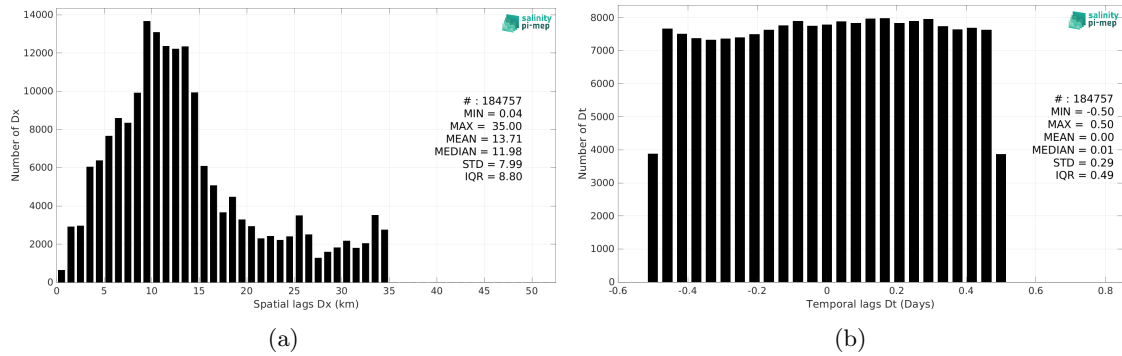 14000
12000
10000
8000
6000
4000
2000
0
Number of Dx
0 5 10 15 20 25 30 35 40 45 50
Spatial lags Dx (km)
salinity
pi-mep
# : 184757
MIN = 0.04
MAX = 35.00
MEAN = 13.71
MEDIAN = 11.98
STD = 7.99
IQR = 8.80
(a)
8000
7000
6000
5000
4000
3000
2000
1000
0
Number of Dt
-0.6 -0.4 -0.2 0 0.2 0.4 0.6 0.8
Temporal lags Dt (Days)
salinity
pi-mep
# : 184757
MIN = -0.50
MAX = 0.50
MEAN = 0.00
MEDIAN = 0.01
STD = 0.29
IQR = 0.49
(b)